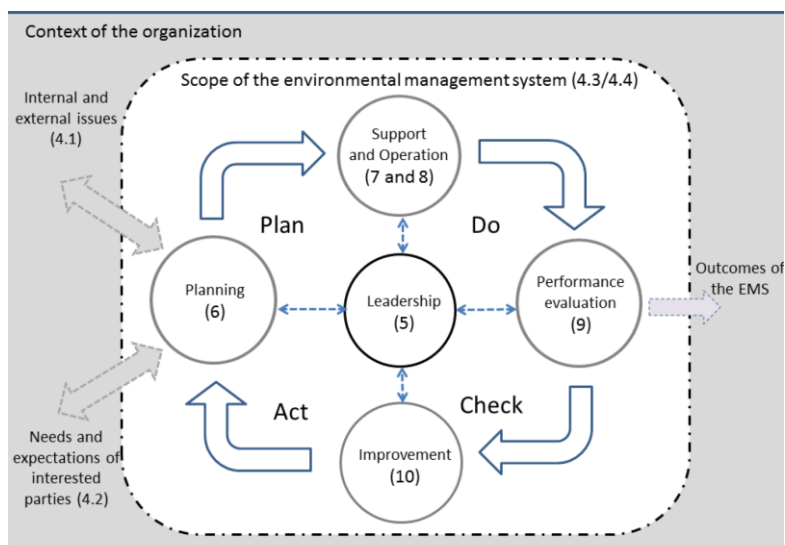 Context of the organization
Scope of the environmental management system (4.3/4.4)
Internal and
external issues
(4.1)
Support
and Operation
(7 and 8)
Plan
Do
Planning
(6)
Leadership
(5)
Performance
evaluation
(9)
Outcomes of
the EMS
Act
Check
Needs and
expectations of
interested
parties (4.2)
Improvement
(10)